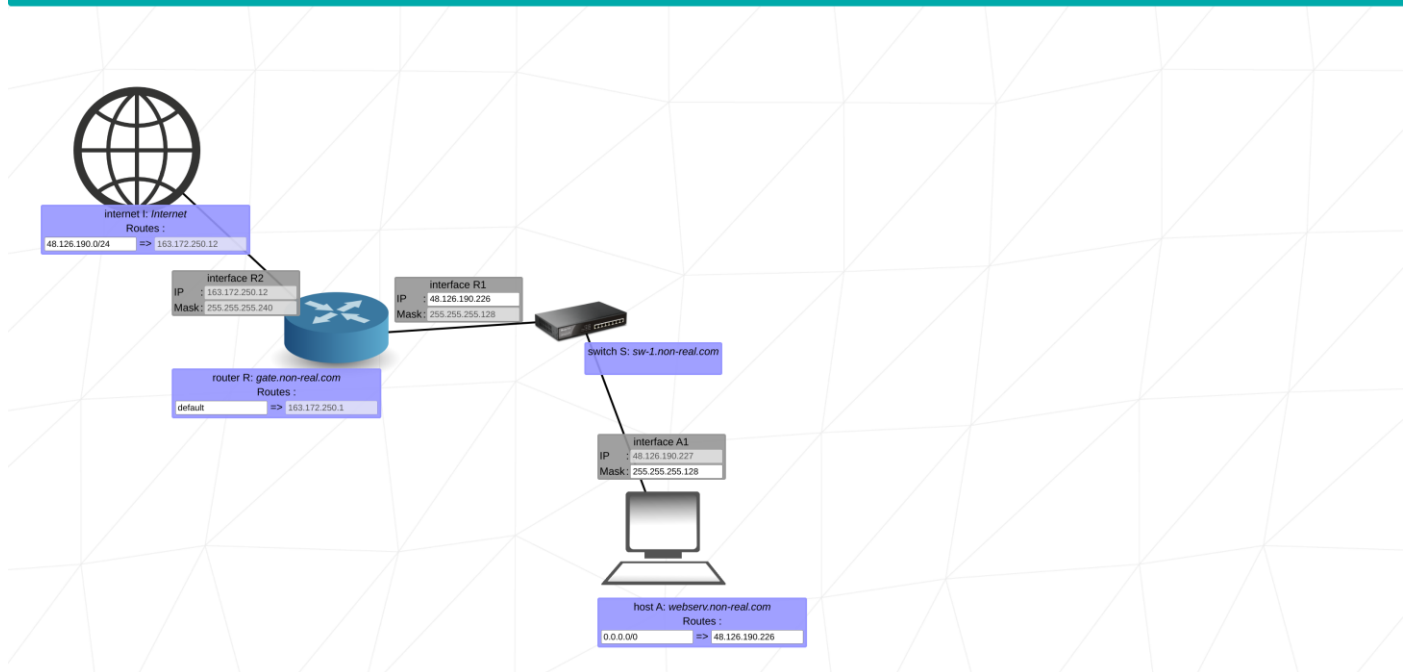 internet I: Internet
Routes :
48.126.190.0/24 => 163.172.250.12
interface R2
IP : 163.172.250.12
Mask: 255.255.255.240
interface R1
IP : 48.126.190.226
Mask: 255.255.255.128
switch S: sw-1.non-real.com
router R: gate.non-real.com
Routes :
default => 163.172.250.1
interface A1
IP : 48.126.190.227
Mask: 255.255.255.128
host A: webserv.non-real.com
Routes :
0.0.0.0/0 => 48.126.190.226